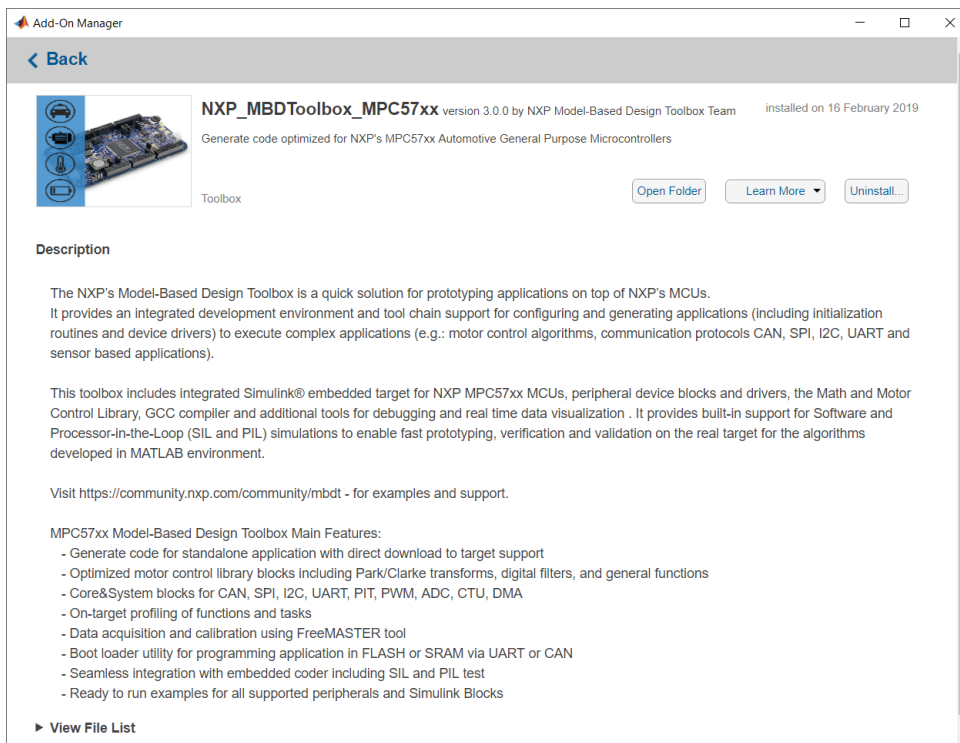 Add-On Manager
Back
NXP_MBDToolbox_MPC57xx version 3.0.0 by NXP Model-Based Design Toolbox Team installed on 16 February 2019
Generate code optimized for NXP's MPC57xx Automotive General Purpose Microcontrollers
Toolbox
Open Folder
Learn More
Uninstall...
Description
The NXP's Model-Based Design Toolbox is a quick solution for prototyping applications on top of NXP's MCUs.
It provides an integrated development environment and tool chain support for configuring and generating applications (including initialization
routines and device drivers) to execute complex applications (e.g.: motor control algorithms, communication protocols CAN, SPI, I2C, UART and
sensor based applications).
This toolbox includes integrated Simulink® embedded target for NXP MPC57xx MCUs, peripheral device blocks and drivers, the Math and Motor
Control Library, GCC compiler and additional tools for debugging and real time data visualization . It provides built-in support for Software and
Processor-in-the-Loop (SIL and PIL) simulations to enable fast prototyping, verification and validation on the real target for the algorithms
developed in MATLAB environment.
Visit https://community.nxp.com/community/mbdt - for examples and support.
MPC57xx Model-Based Design Toolbox Main Features:
- Generate code for standalone application with direct download to target support
- Optimized motor control library blocks including Park/Clarke transforms, digital filters, and general functions
- Core&System blocks for CAN, SPI, I2C, UART, PIT, PWM, ADC, CTU, DMA
- On-target profiling of functions and tasks
- Data acquisition and calibration using FreeMASTER tool
- Boot loader utility for programming application in FLASH or SRAM via UART or CAN
- Seamless integration with embedded coder including SIL and PIL test
- Ready to run examples for all supported peripherals and Simulink Blocks
View File List